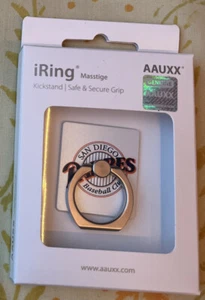 iRing® Masstige
AAUXX®
Kickstand | Safe & Secure Grip
SAN DIEGO
PADRES
Baseball Club
www.aauxx.com